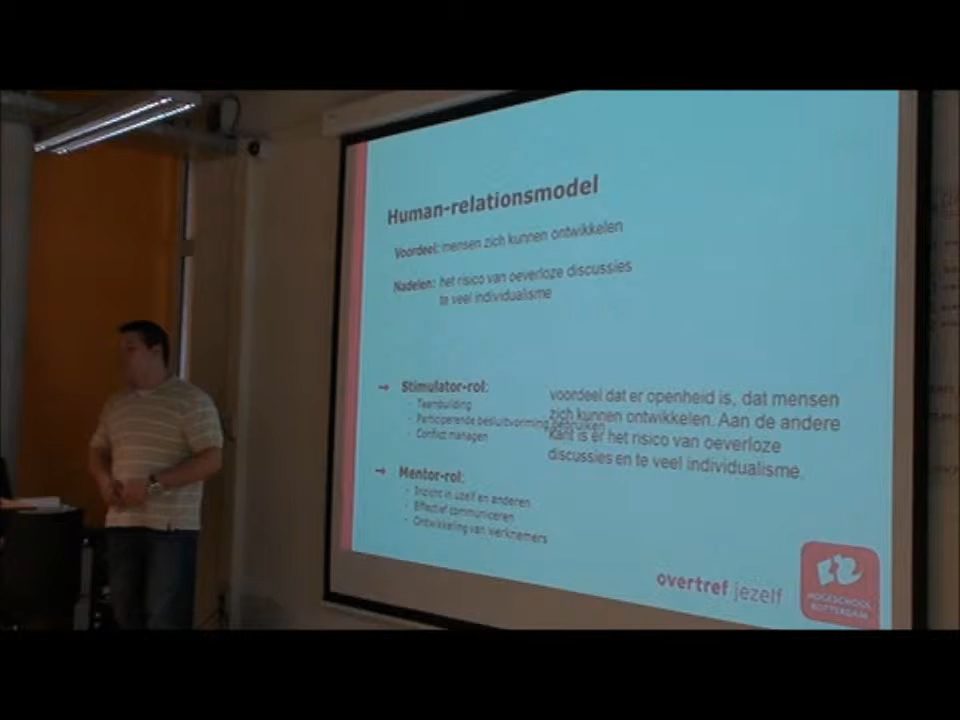 Human-relationsmodel
Voordeel: mensen zich kunnen ontwikkelen
Nadelen: het risico van oeverloze discussies
te veel individualisme
→ Stimulator-rol:
- Teambuilding
- Participerende besluitvorming gebruiken
- Conflict managen
→ Mentor-rol:
- Inzicht in uzelf en anderen
- Effectief communiceren
- Ontwikkeling van werknemers
voordeel dat er openheid is, dat mensen
zich kunnen ontwikkelen. Aan de andere
Kant is er het risico van oeverloze
discussies en te veel individualisme.
overtref jezelf
HOGESCHOOL
ROTTERDAM